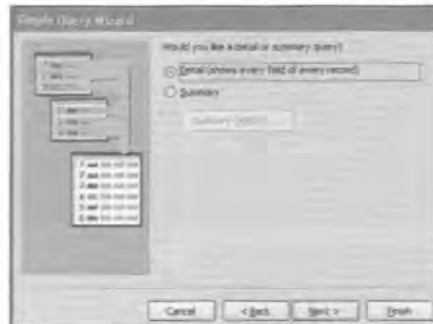 Simple Query Wizard
Would you like a detail or summary query?
Detail (shows every field of every record)
Summary
Summary Options
Cancel
< Back
Next >
Finish